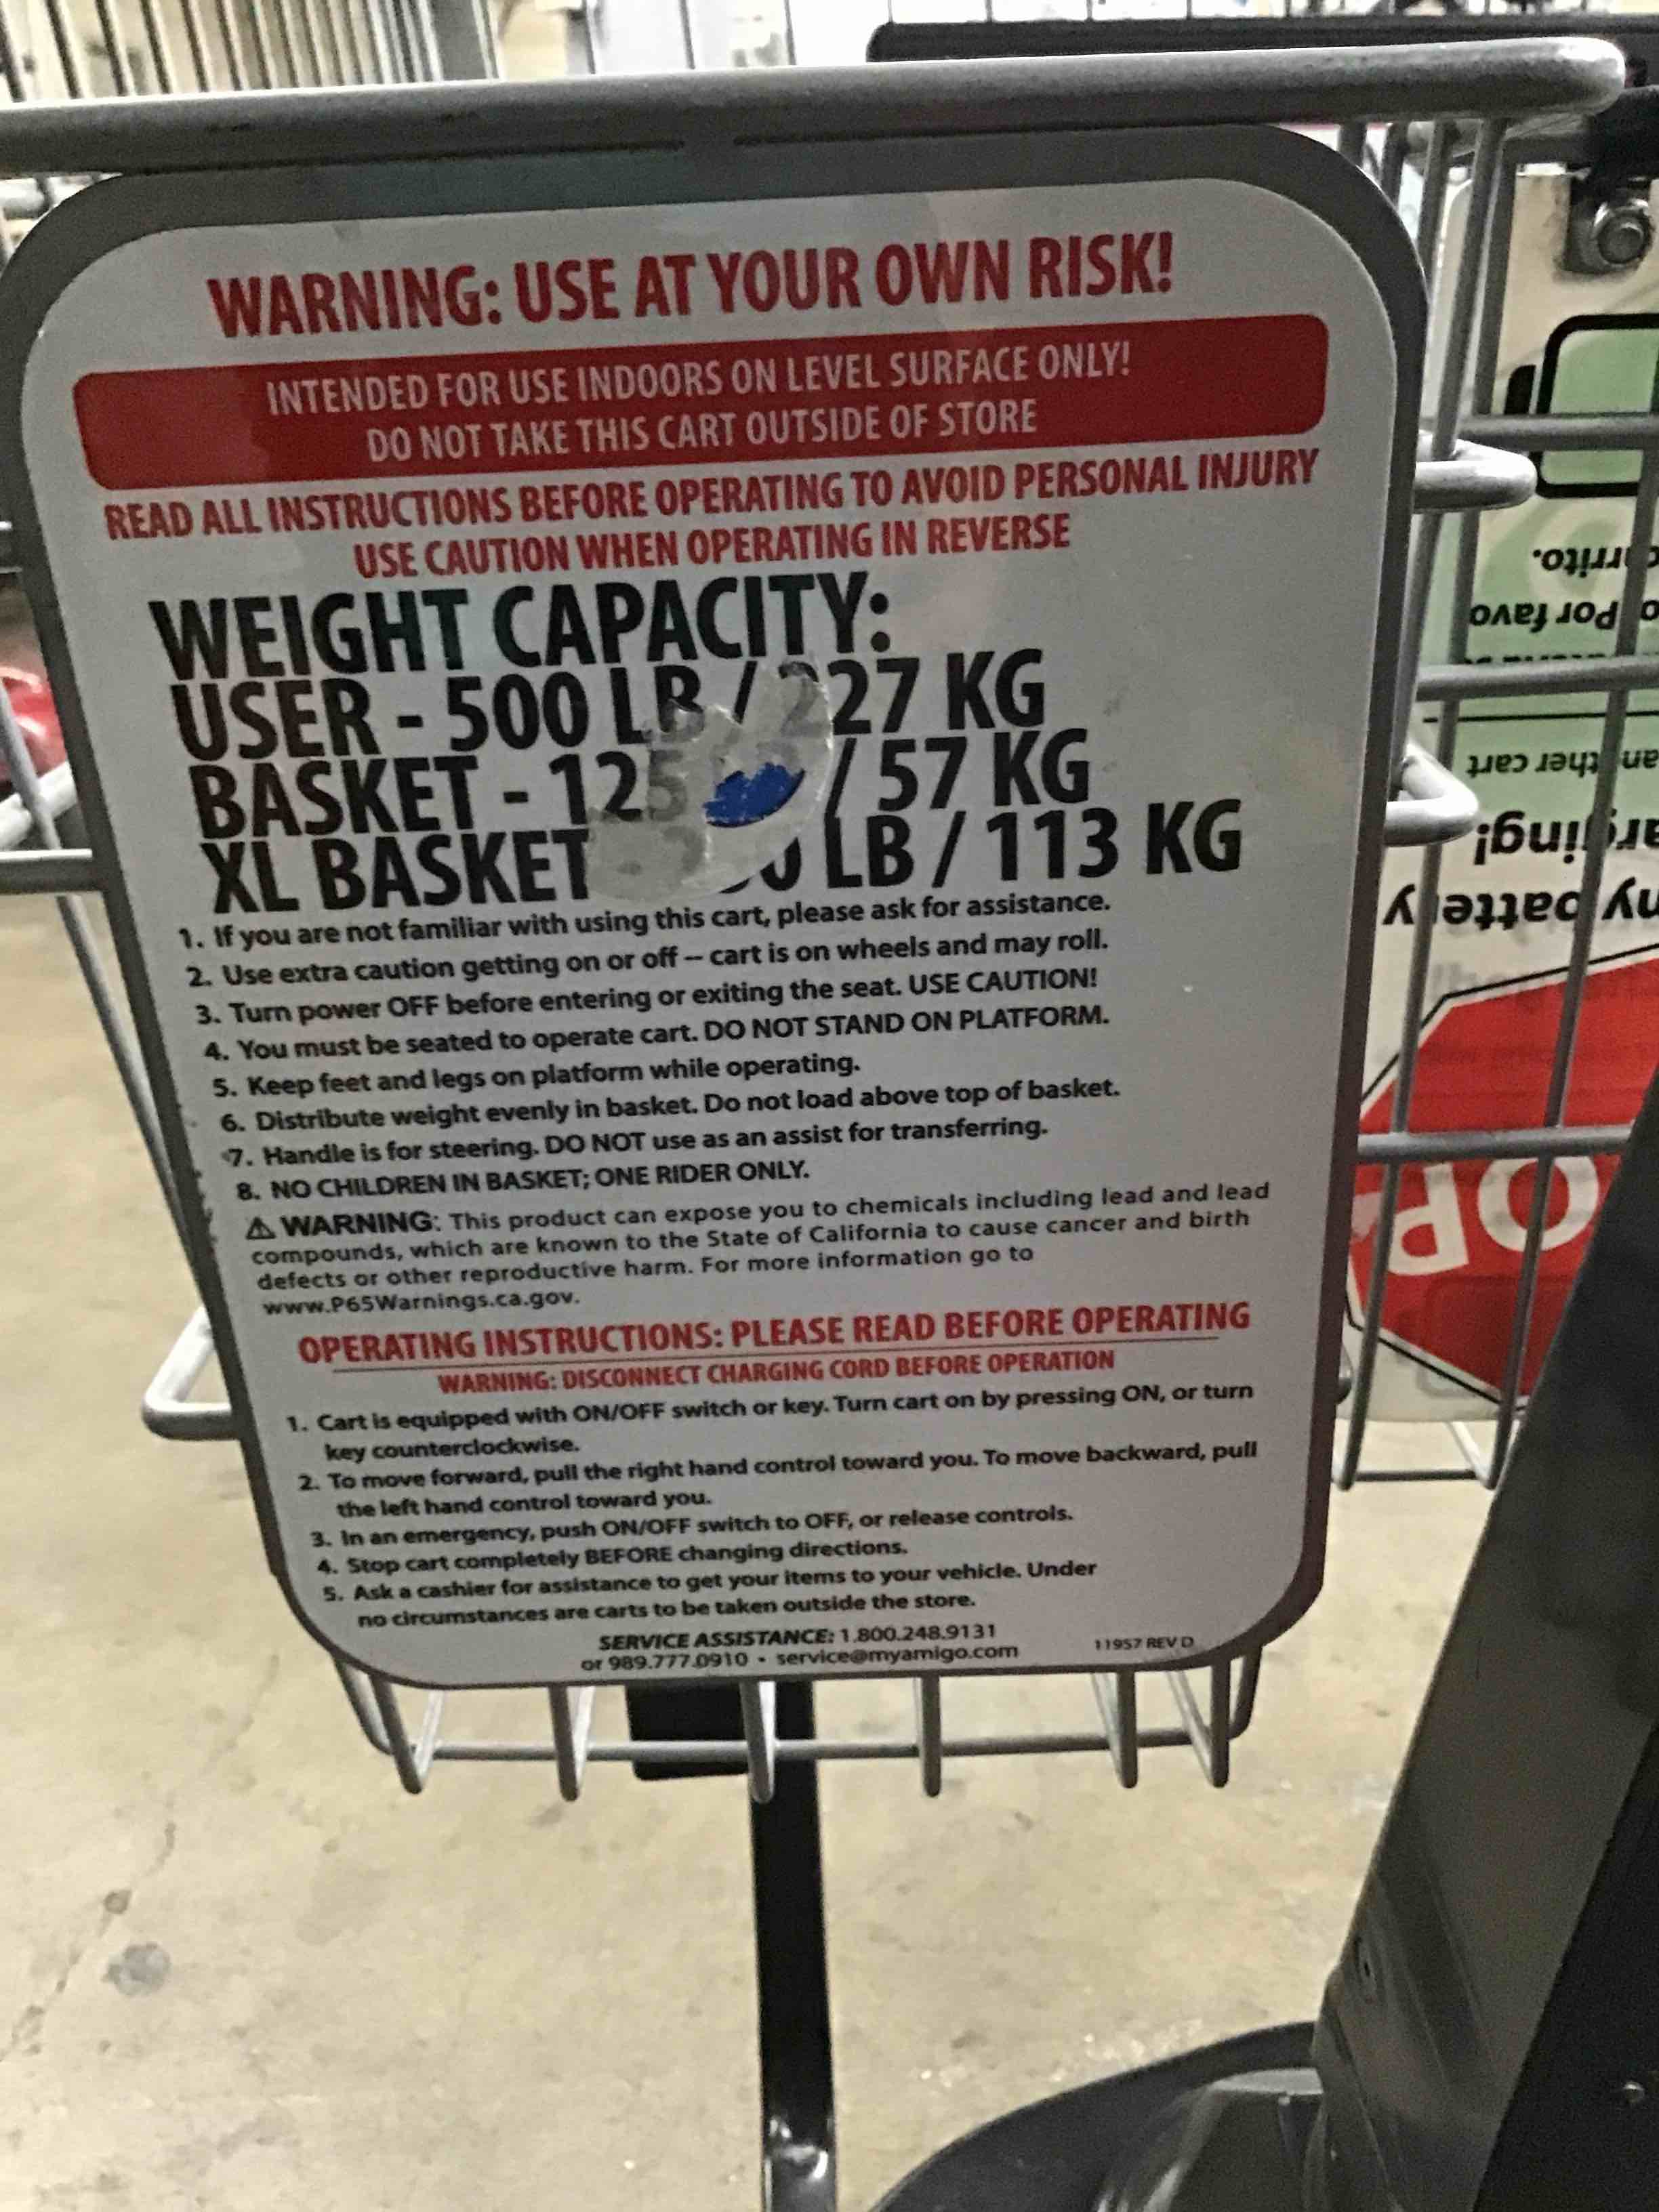 WARNING: USE AT YOUR OWN RISK!
INTENDED FOR USE INDOORS ON LEVEL SURFACE ONLY!
DO NOT TAKE THIS CART OUTSIDE OF STORE
READ ALL INSTRUCTIONS BEFORE OPERATING TO AVOID PERSONAL INJURY
USE CAUTION WHEN OPERATING IN REVERSE
WEIGHT CAPACITY:
USER - 500 LB / 227 KG
BASKET - 125 / 57 KG
XL BASKET LB / 113 KG
1. If you are not familiar with using this cart, please ask for assistance.
2. Use extra caution getting on or off -- cart is on wheels and may roll.
3. Turn power OFF before entering or exiting the seat. USE CAUTION!
4. You must be seated to operate cart. DO NOT STAND ON PLATFORM.
5. Keep feet and legs on platform while operating.
6. Distribute weight evenly in basket. Do not load above top of basket.
7. Handle is for steering. DO NOT use as an assist for transferring.
8. NO CHILDREN IN BASKET; ONE RIDER ONLY.
⚠ WARNING: This product can expose you to chemicals including lead and lead
compounds, which are known to the State of California to cause cancer and birth
defects or other reproductive harm. For more information go to
www.P65Warnings.ca.gov.
OPERATING INSTRUCTIONS: PLEASE READ BEFORE OPERATING
WARNING: DISCONNECT CHARGING CORD BEFORE OPERATION
1. Cart is equipped with ON/OFF switch or key. Turn cart on by pressing ON, or turn
key counterclockwise.
2. To move forward, pull the right hand control toward you. To move backward, pull
the left hand control toward you.
3. In an emergency, push ON/OFF switch to OFF, or release controls.
4. Stop cart completely BEFORE changing directions.
5. Ask a cashier for assistance to get your items to your vehicle. Under
no circumstances are carts to be taken outside the store.
SERVICE ASSISTANCE: 1.800.248.9131
or 989.777.0910 • service@myamigo.com
11957 REV D
OP
my battery
another cart
Por favo